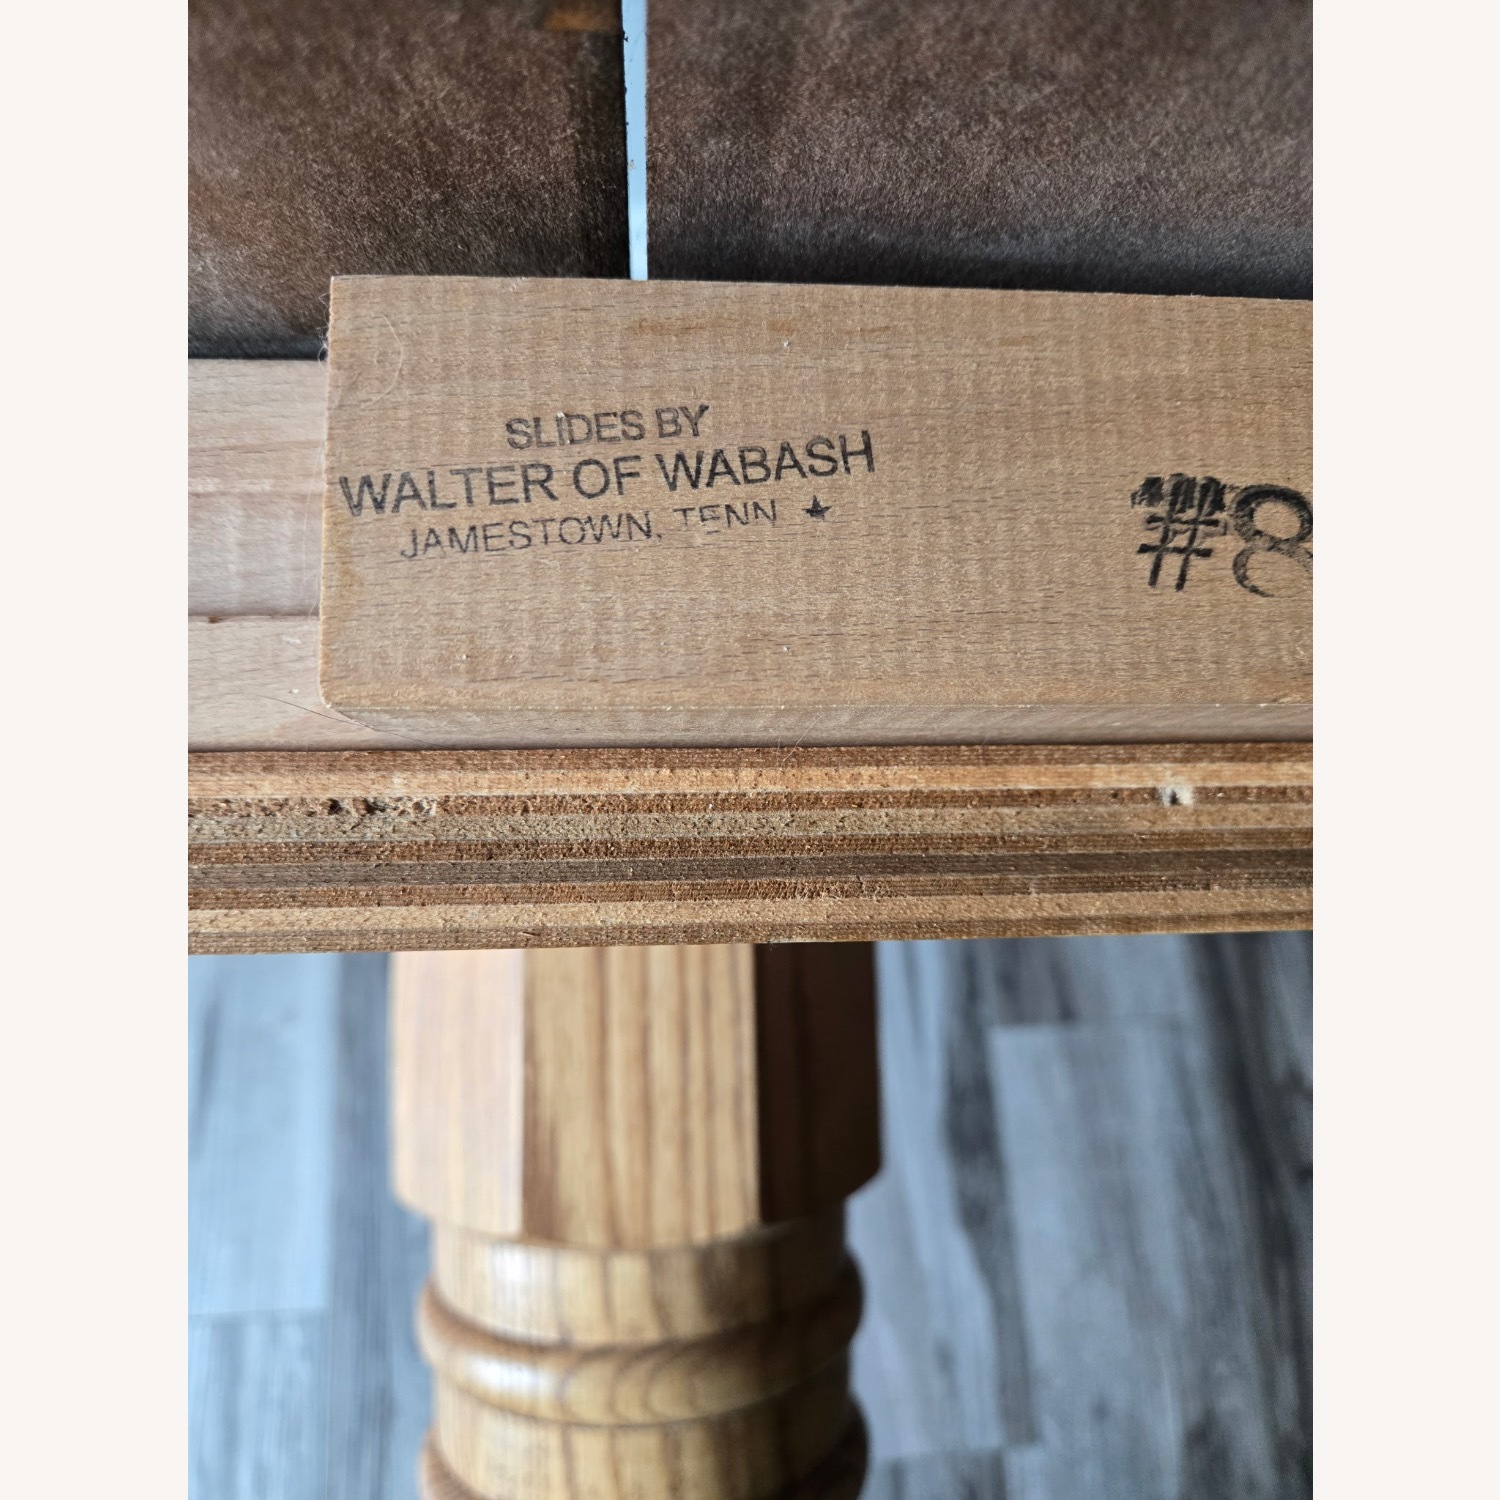 SLIDES BY
WALTER OF WABASH
JAMESTOWN, TENN ★
#8